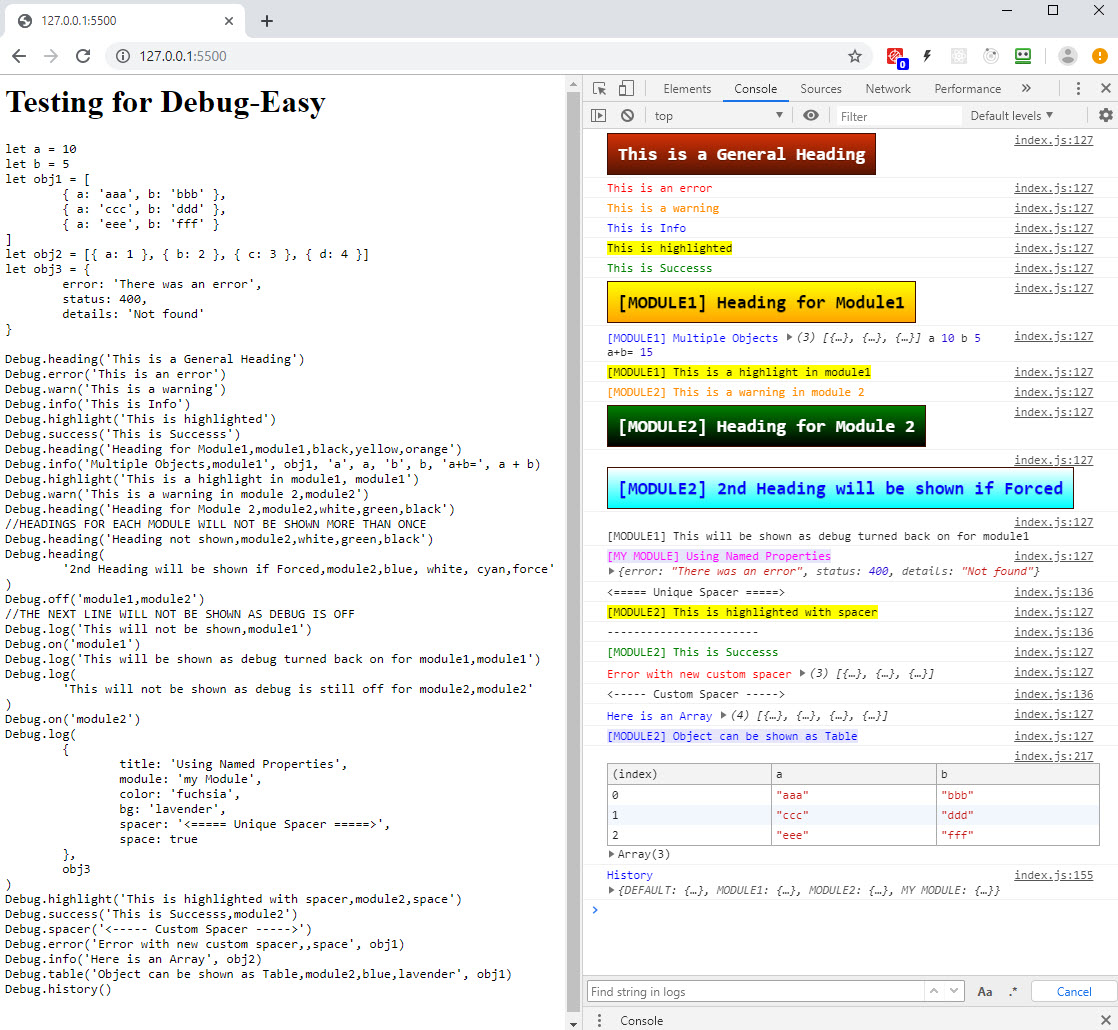 127.0.0.1:5500
127.0.0.1:5500
0
Testing for Debug-Easy
let a = 10
let b = 5
let obj1 = [
{ a: 'aaa', b: 'bbb' },
{ a: 'ccc', b: 'ddd' },
{ a: 'eee', b: 'fff' }
]
let obj2 = [{ a: 1 }, { b: 2 }, { c: 3 }, { d: 4 }]
let obj3 = {
error: 'There was an error',
status: 400,
details: 'Not found'
}
Debug.heading('This is a General Heading')
Debug.error('This is an error')
Debug.warn('This is a warning')
Debug.info('This is Info')
Debug.highlight('This is highlighted')
Debug.success('This is Successs')
Debug.heading('Heading for Module1,module1,black,yellow,orange')
Debug.info('Multiple Objects,module1', obj1, 'a', a, 'b', b, 'a+b=', a + b)
Debug.highlight('This is a highlight in module1, module1')
Debug.warn('This is a warning in module 2,module2')
Debug.heading('Heading for Module 2,module2,white,green,black')
//HEADINGS FOR EACH MODULE WILL NOT BE SHOWN MORE THAN ONCE
Debug.heading('Heading not shown,module2,white,green,black')
Debug.heading(
'2nd Heading will be shown if Forced,module2,blue, white, cyan,force'
)
Debug.off('module1,module2')
//THE NEXT LINE WILL NOT BE SHOWN AS DEBUG IS OFF
Debug.log('This will not be shown,module1')
Debug.on('module1')
Debug.log('This will be shown as debug turned back on for module1,module1')
Debug.log(
'This will not be shown as debug is still off for module2,module2'
)
Debug.on('module2')
Debug.log(
{
title: 'Using Named Properties',
module: 'my Module',
color: 'fuchsia',
bg: 'lavender',
spacer: '<===== Unique Spacer =====>',
space: true
},
obj3
)
Debug.highlight('This is highlighted with spacer,module2,space')
Debug.success('This is Successs,module2')
Debug.spacer('<----- Custom Spacer ----->')
Debug.error('Error with new custom spacer,,space', obj1)
Debug.info('Here is an Array', obj2)
Debug.table('Object can be shown as Table,module2,blue,lavender', obj1)
Debug.history()
Elements Console Sources Network Performance »
top Filter Default levels
This is a General Heading index.js:127
This is an error index.js:127
This is a warning index.js:127
This is Info index.js:127
This is highlighted index.js:127
This is Successs index.js:127
[MODULE1] Heading for Module1 index.js:127
[MODULE1] Multiple Objects (3) [{…}, {…}, {…}] a 10 b 5 index.js:127
a+b= 15
[MODULE1] This is a highlight in module1 index.js:127
[MODULE2] This is a warning in module 2 index.js:127
[MODULE2] Heading for Module 2 index.js:127
index.js:127
[MODULE2] 2nd Heading will be shown if Forced
index.js:127
[MODULE1] This will be shown as debug turned back on for module1
[MY MODULE] Using Named Properties index.js:127
{error: "There was an error", status: 400, details: "Not found"}
<===== Unique Spacer =====> index.js:136
[MODULE2] This is highlighted with spacer index.js:127
---------------------- index.js:136
[MODULE2] This is Successs index.js:127
Error with new custom spacer (3) [{…}, {…}, {…}] index.js:127
<----- Custom Spacer -----> index.js:136
Here is an Array (4) [{…}, {…}, {…}, {…}] index.js:127
[MODULE2] Object can be shown as Table index.js:127
index.js:217
(index) a b
0 "aaa" "bbb"
1 "ccc" "ddd"
2 "eee" "fff"
Array(3)
History index.js:155
{DEFAULT: {…}, MODULE1: {…}, MODULE2: {…}, MY MODULE: {…}}
>
Find string in logs Aa .* Cancel
Console